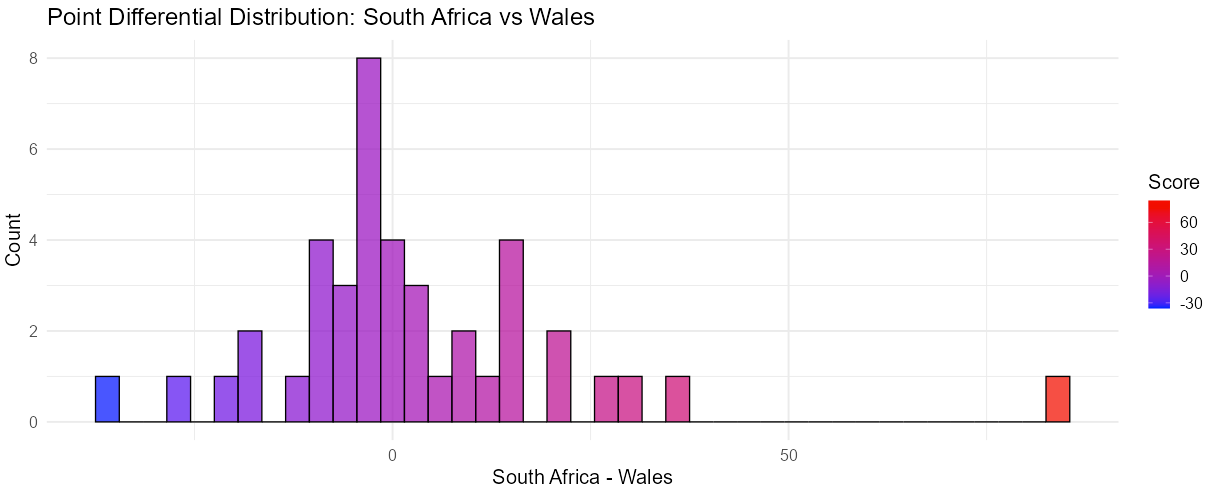 Point Differential Distribution: South Africa vs Wales
8
6
4
2
0
Count
0
50
South Africa - Wales
Score
60
30
0
-30